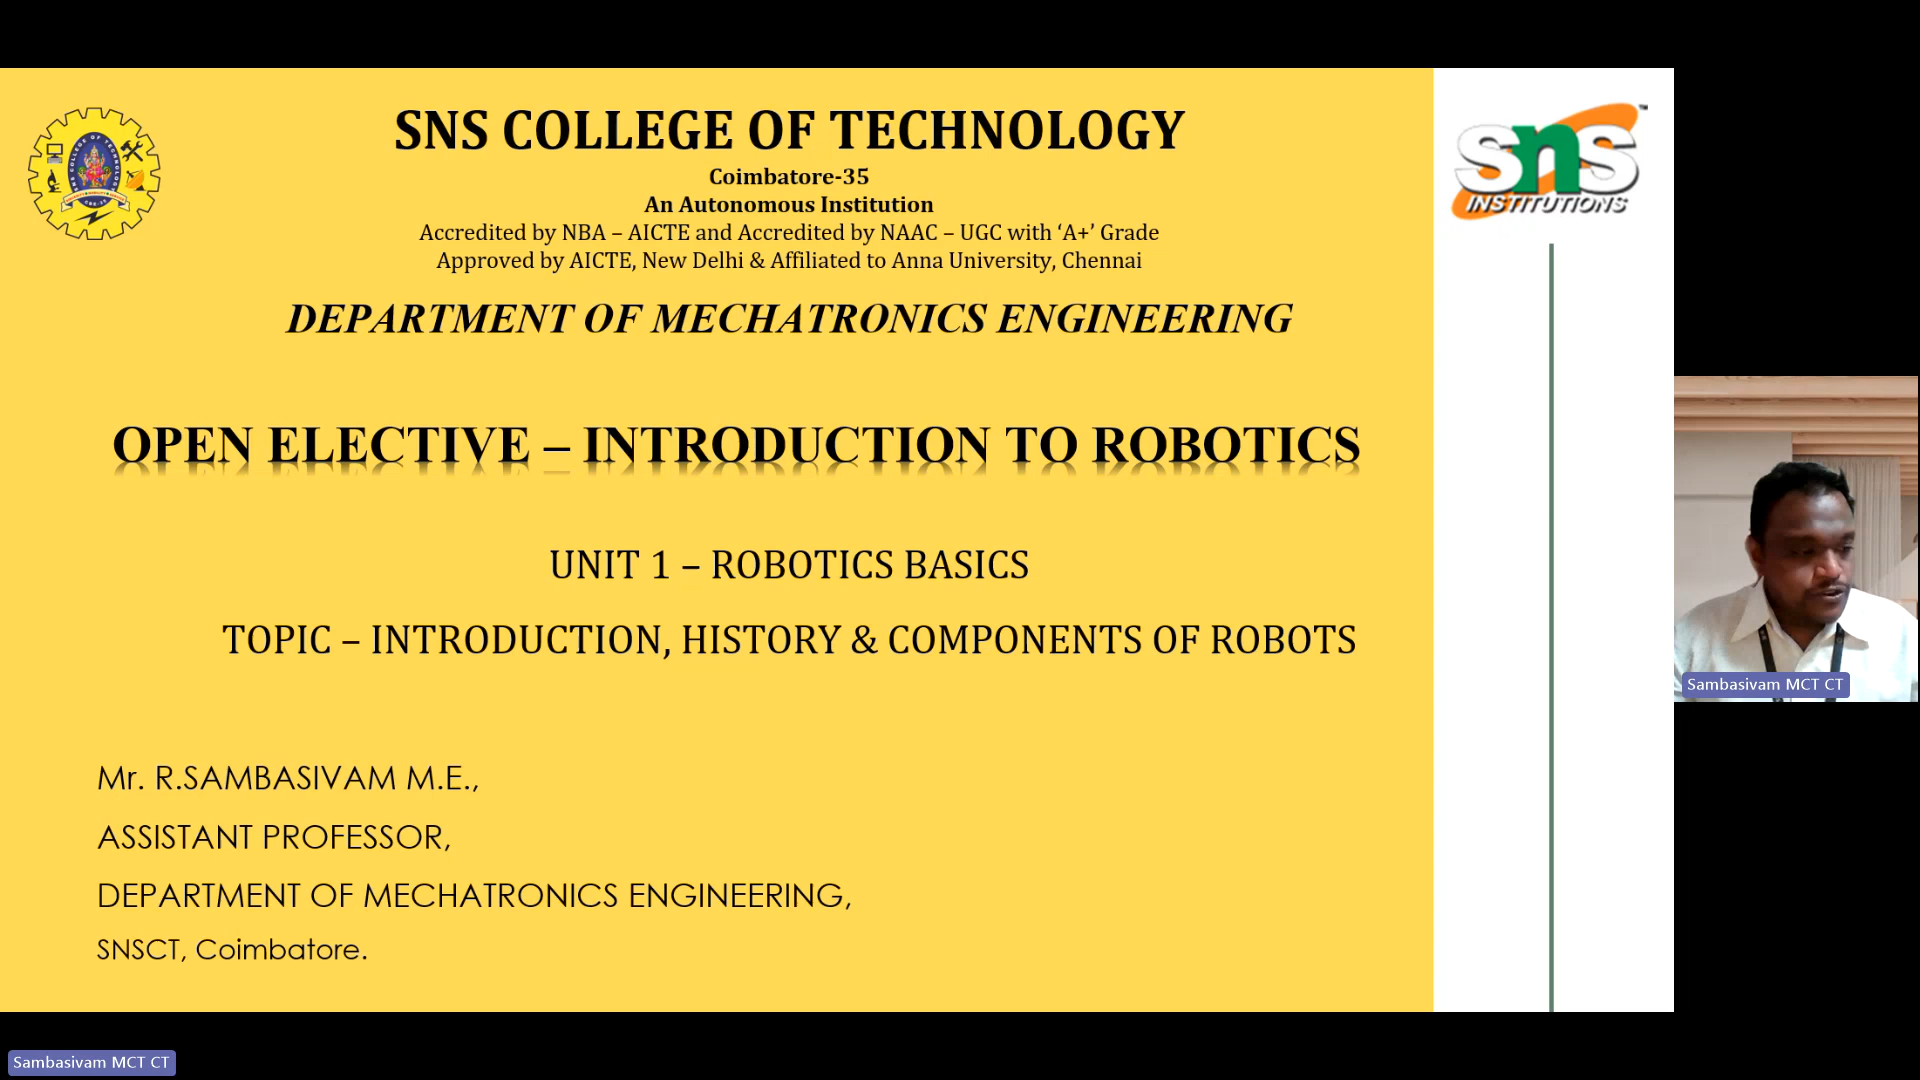 SNS COLLEGE OF TECHNOLOGY
Coimbatore-35
An Autonomous Institution
Accredited by NBA – AICTE and Accredited by NAAC – UGC with ‘A+’ Grade
Approved by AICTE, New Delhi & Affiliated to Anna University, Chennai
DEPARTMENT OF MECHATRONICS ENGINEERING
OPEN ELECTIVE – INTRODUCTION TO ROBOTICS
UNIT 1 – ROBOTICS BASICS
TOPIC – INTRODUCTION, HISTORY & COMPONENTS OF ROBOTS
Mr. R.SAMBASIVAM M.E.,
ASSISTANT PROFESSOR,
DEPARTMENT OF MECHATRONICS ENGINEERING,
SNSCT, Coimbatore.
sns
INSTITUTIONS
Sambasivam MCT CT
Sambasivam MCT CT